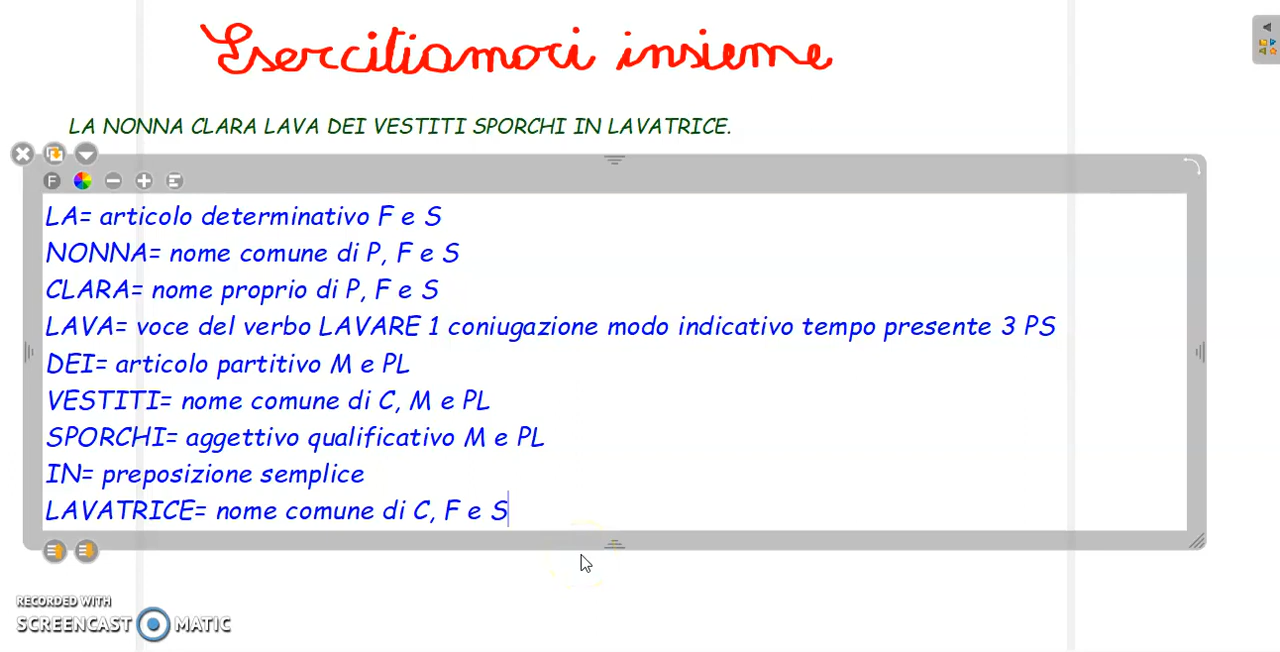 Esercitiamoci insieme
LA NONNA CLARA LAVA DEI VESTITI SPORCHI IN LAVATRICE.
F
LA= articolo determinativo F e S
NONNA= nome comune di P, F e S
CLARA= nome proprio di P, F e S
LAVA= voce del verbo LAVARE 1 coniugazione modo indicativo tempo presente 3 PS
DEI= articolo partitivo M e PL
VESTITI= nome comune di C, M e PL
SPORCHI= aggettivo qualificativo M e PL
IN= preposizione semplice
LAVATRICE= nome comune di C, F e S
RECORDED WITH
SCREENCAST MATIC